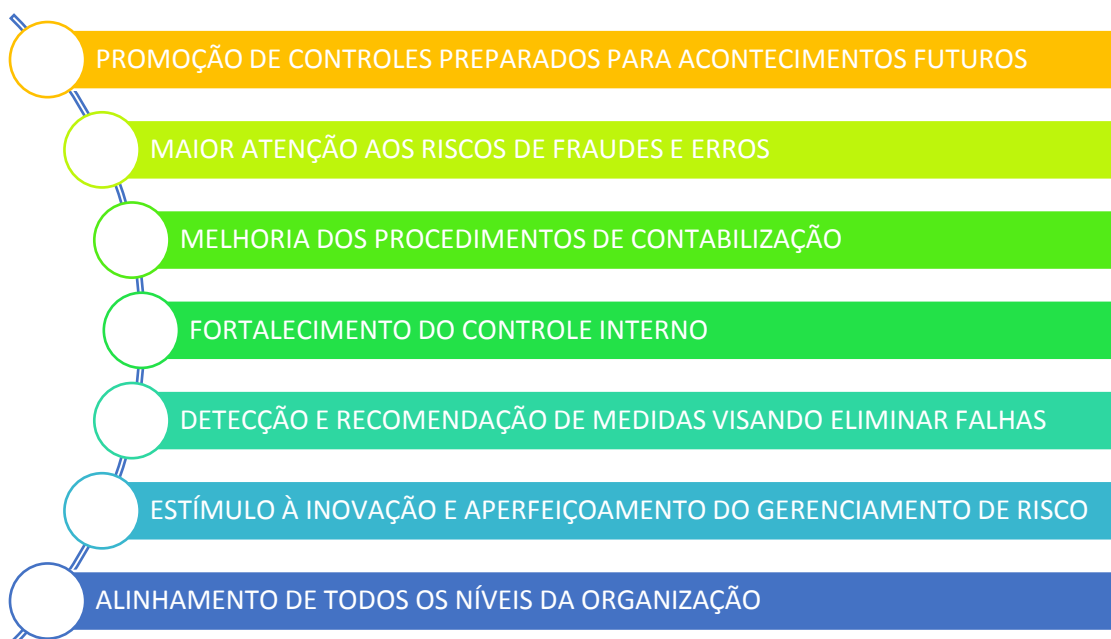 PROMOÇÃO DE CONTROLES PREPARADOS PARA ACONTECIMENTOS FUTUROS
MAIOR ATENÇÃO AOS RISCOS DE FRAUDES E ERROS
MELHORIA DOS PROCEDIMENTOS DE CONTABILIZAÇÃO
FORTALECIMENTO DO CONTROLE INTERNO
DETECÇÃO E RECOMENDAÇÃO DE MEDIDAS VISANDO ELIMINAR FALHAS
ESTÍMULO À INOVAÇÃO E APERFEIÇOAMENTO DO GERENCIAMENTO DE RISCO
ALINHAMENTO DE TODOS OS NÍVEIS DA ORGANIZAÇÃO